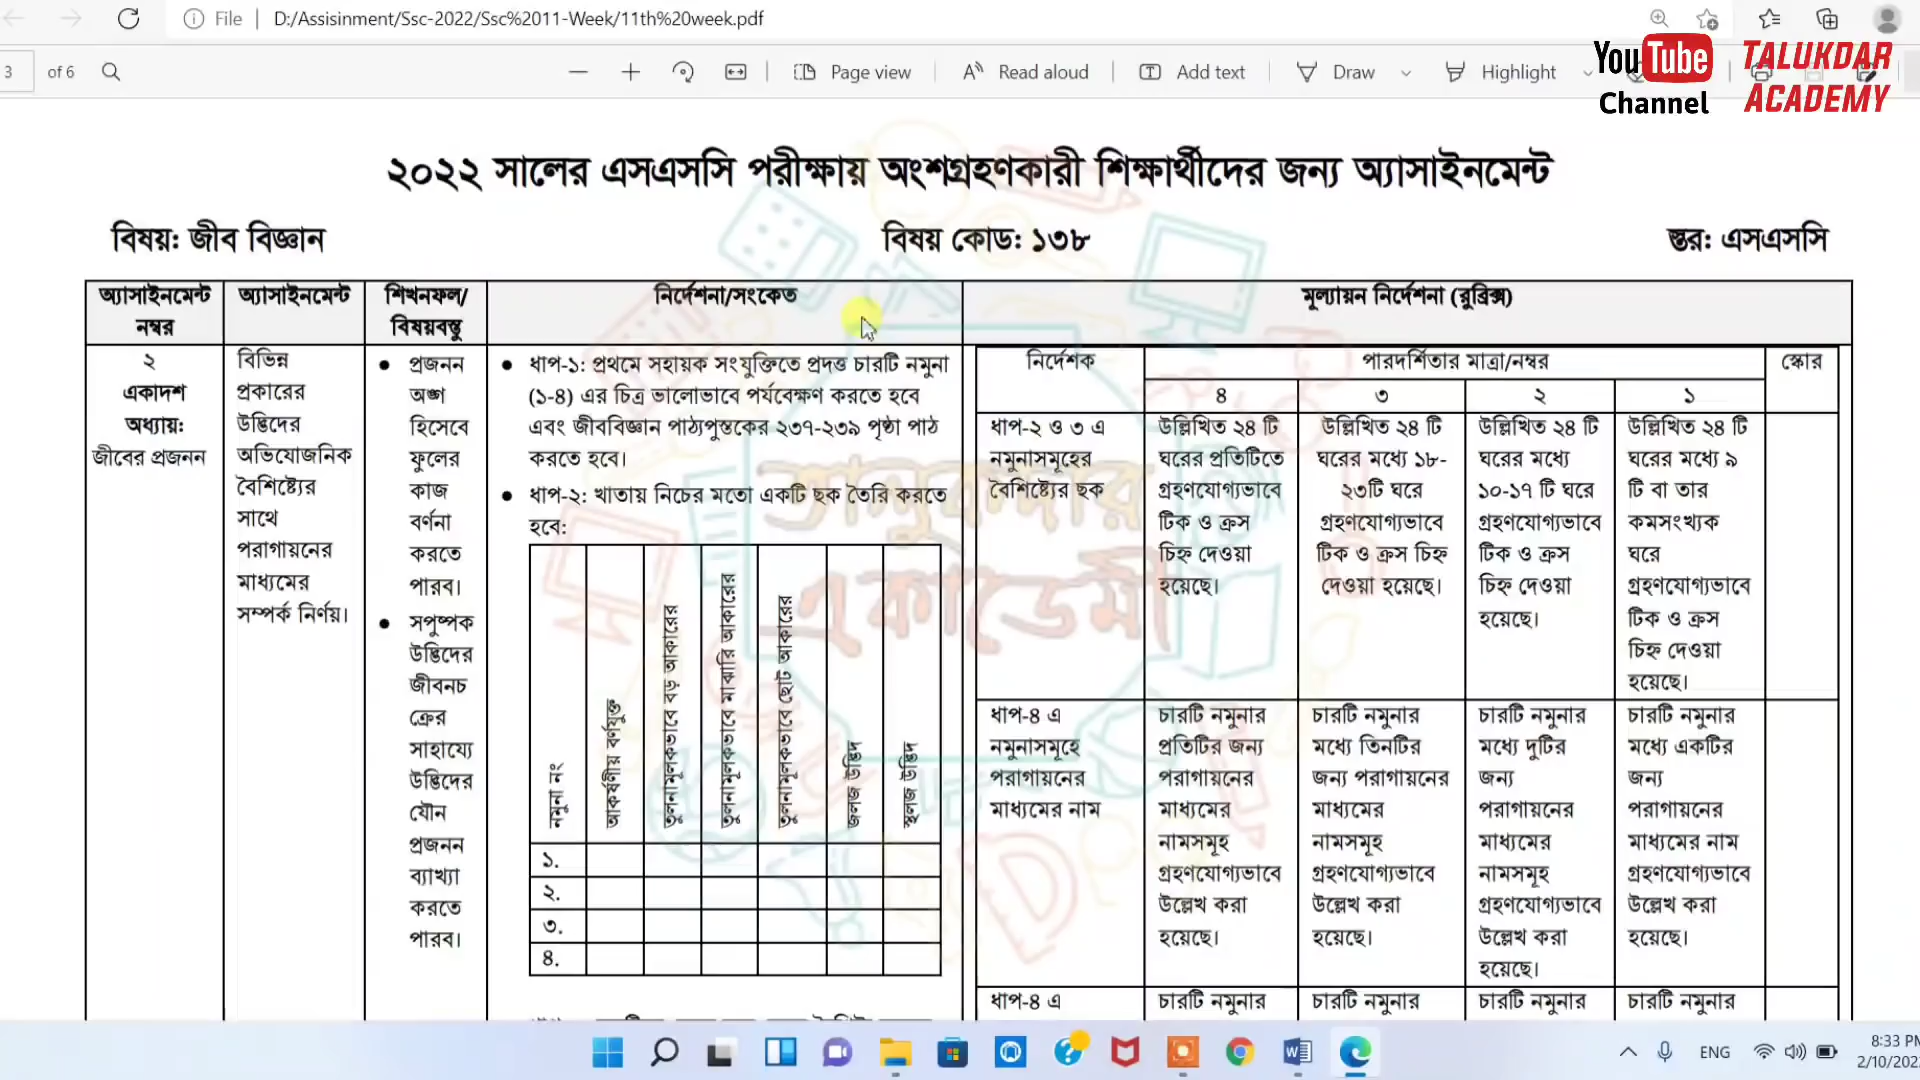 File D:/Assisinment/Ssc-2022/Ssc%2011-Week/11th%20week.pdf
3 of 6 Page view Read aloud Add text Draw Highlight
YouTube Channel
TALUKDAR
ACADEMY
২০২২ সালের এসএসসি পরীক্ষায় অংশগ্রহণকারী শিক্ষার্থীদের জন্য অ্যাসাইনমেন্ট
বিষয়: জীব বিজ্ঞান বিষয় কোড: ১৩৮ স্তর: এসএসসি
অ্যাসাইনমেন্ট
নম্বর
অ্যাসাইনমেন্ট
শিখনফল/
বিষয়বস্তু
নির্দেশনা/সংকেত
মূল্যায়ন নির্দেশনা (রুব্রিক্স)
২
একাদশ
অধ্যায়:
জীবের প্রজনন
বিভিন্ন
প্রকারের
উদ্ভিদের
অভিযোজনিক
বৈশিষ্ট্যের
সাথে
পরাগায়নের
মাধ্যমের
সম্পর্ক নির্ণয়।
● প্রজনন
অঙ্গ
হিসেবে
ফুলের
কাজ
বর্ণনা
করতে
পারব।
● সপুষ্পক
উদ্ভিদের
জীবনচ
ক্রের
সাহায্যে
উদ্ভিদের
যৌন
প্রজনন
ব্যাখ্যা
করতে
পারব।
● ধাপ-১: প্রথমে সহায়ক সংযুক্তিতে প্রদত্ত চারটি নমুনা
(১-৪) এর চিত্র ভালোভাবে পর্যবেক্ষণ করতে হবে
এবং জীববিজ্ঞান পাঠ্যপুস্তকের ২৩৭-২৩৯ পৃষ্ঠা পাঠ
করতে হবে।
● ধাপ-২: খাতায় নিচের মতো একটি ছক তৈরি করতে
হবে:
নমুনা নং
আকর্ষণীয় বর্ণযুক্ত
তুলনামূলকভাবে বড় আকারের
তুলনামূলকভাবে মাঝারি আকারের
তুলনামূলকভাবে ছোট আকারের
জলজ উদ্ভিদ
স্থলজ উদ্ভিদ
১.
২.
৩.
৪.
নির্দেশক
পারদর্শিতার মাত্রা/নম্বর
স্কোর
৪ ৩ ২ ১
ধাপ-২ ও ৩ এ
নমুনাসমূহের
বৈশিষ্ট্যের ছক
উল্লিখিত ২৪ টি
ঘরের প্রতিটিতে
গ্রহণযোগ্যভাবে
টিক ও ক্রস
চিহ্ন দেওয়া
হয়েছে।
উল্লিখিত ২৪ টি
ঘরের মধ্যে ১৮-
২৩টি ঘরে
গ্রহণযোগ্যভাবে
টিক ও ক্রস চিহ্ন
দেওয়া হয়েছে।
উল্লিখিত ২৪ টি
ঘরের মধ্যে
১০-১৭ টি ঘরে
গ্রহণযোগ্যভাবে
টিক ও ক্রস
চিহ্ন দেওয়া
হয়েছে।
উল্লিখিত ২৪ টি
ঘরের মধ্যে ৯
টি বা তার
কমসংখ্যক
ঘরে
গ্রহণযোগ্যভাবে
টিক ও ক্রস
চিহ্ন দেওয়া
হয়েছে।
ধাপ-৪ এ
নমুনাসমূহে
পরাগায়নের
মাধ্যমের নাম
চারটি নমুনার
প্রতিটির জন্য
পরাগায়নের
মাধ্যমের
নামসমূহ
গ্রহণযোগ্যভাবে
উল্লেখ করা
হয়েছে।
চারটি নমুনার
মধ্যে তিনটির
জন্য পরাগায়নের
মাধ্যমের
নামসমূহ
গ্রহণযোগ্যভাবে
উল্লেখ করা
হয়েছে।
চারটি নমুনার
মধ্যে দুটির
জন্য
পরাগায়নের
মাধ্যমের
নামসমূহ
গ্রহণযোগ্যভাবে
উল্লেখ করা
হয়েছে।
চারটি নমুনার
মধ্যে একটির
জন্য
পরাগায়নের
মাধ্যমের নাম
গ্রহণযোগ্যভাবে
উল্লেখ করা
হয়েছে।
ধাপ-৪ এ চারটি নমুনার চারটি নমুনার চারটি নমুনার চারটি নমুনার
তালুকদার
একাডেমী
ENG
8:33 PM